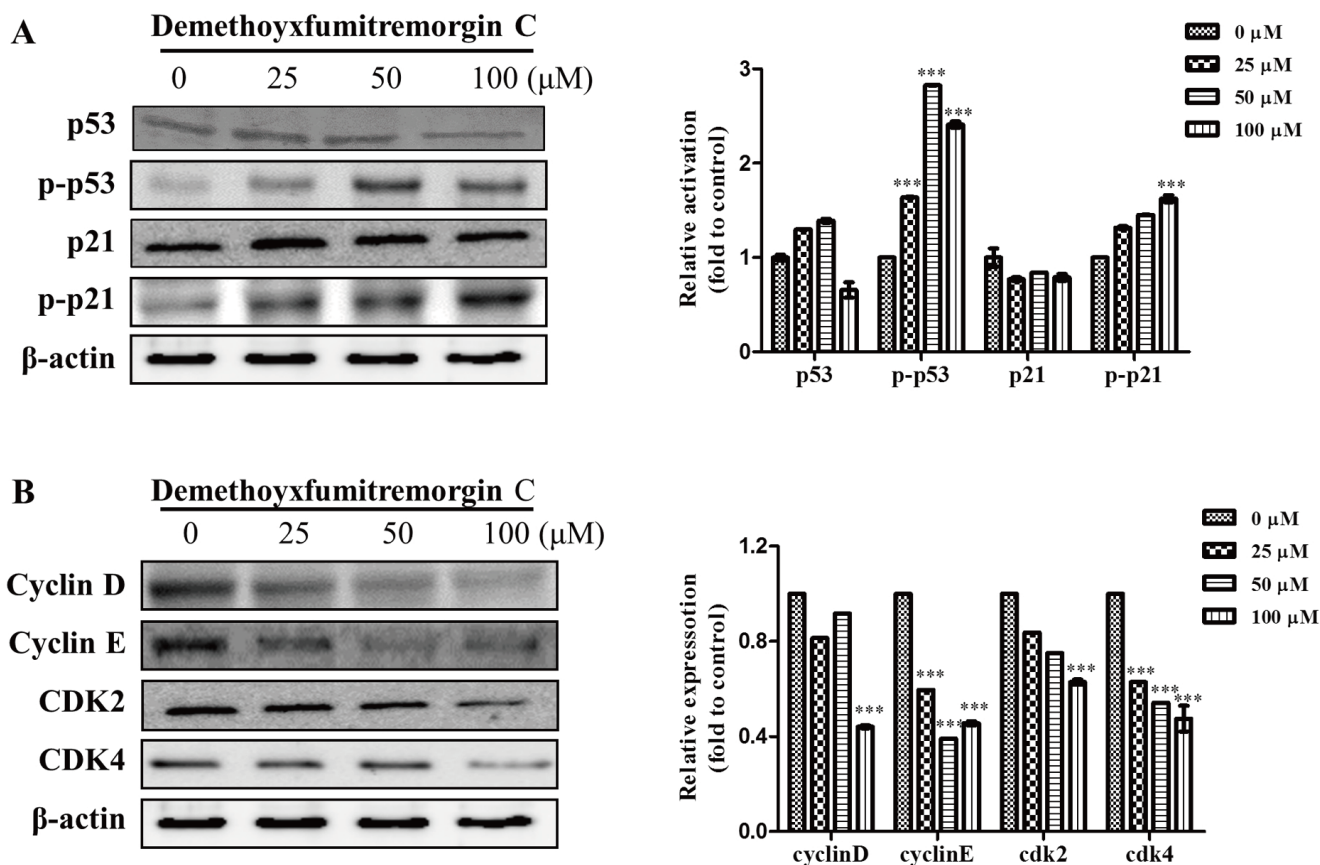 A
Demethoyxfumitremorgin C
0 25 50 100 (μM)
p53
p-p53
p21
p-p21
β-actin
0 μM
25 μM
50 μM
100 μM
Relative activation
(fold to control)
3
2
1
0
***
***
***
***
p53 p-p53 p21 p-p21
B
Demethoyxfumitremorgin C
0 25 50 100 (μM)
Cyclin D
Cyclin E
CDK2
CDK4
β-actin
0 μM
25 μM
50 μM
100 μM
Relative expression
(fold to control)
1.2
0.8
0.4
0.0
***
***
***
***
***
***
***
***
cyclinD cyclinE cdk2 cdk4